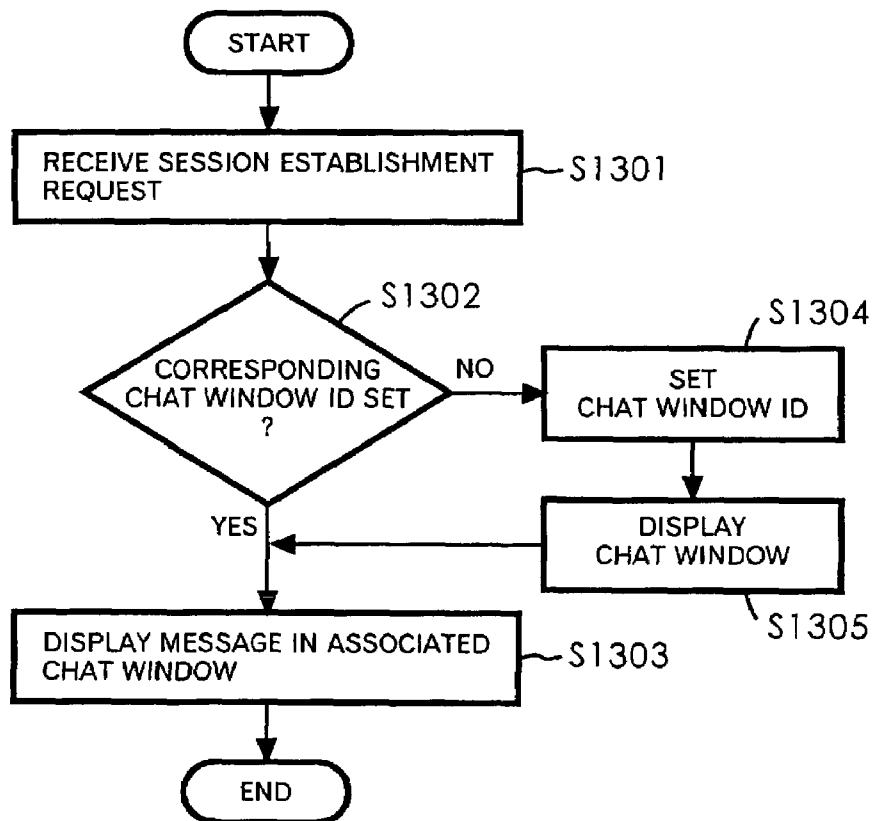 START
RECEIVE SESSION ESTABLISHMENT
REQUEST
S1301
S1302
CORRESPONDING
CHAT WINDOW ID SET
?
NO
S1304
SET
CHAT WINDOW ID
YES
DISPLAY
CHAT WINDOW
S1305
DISPLAY MESSAGE IN ASSOCIATED
CHAT WINDOW
S1303
END